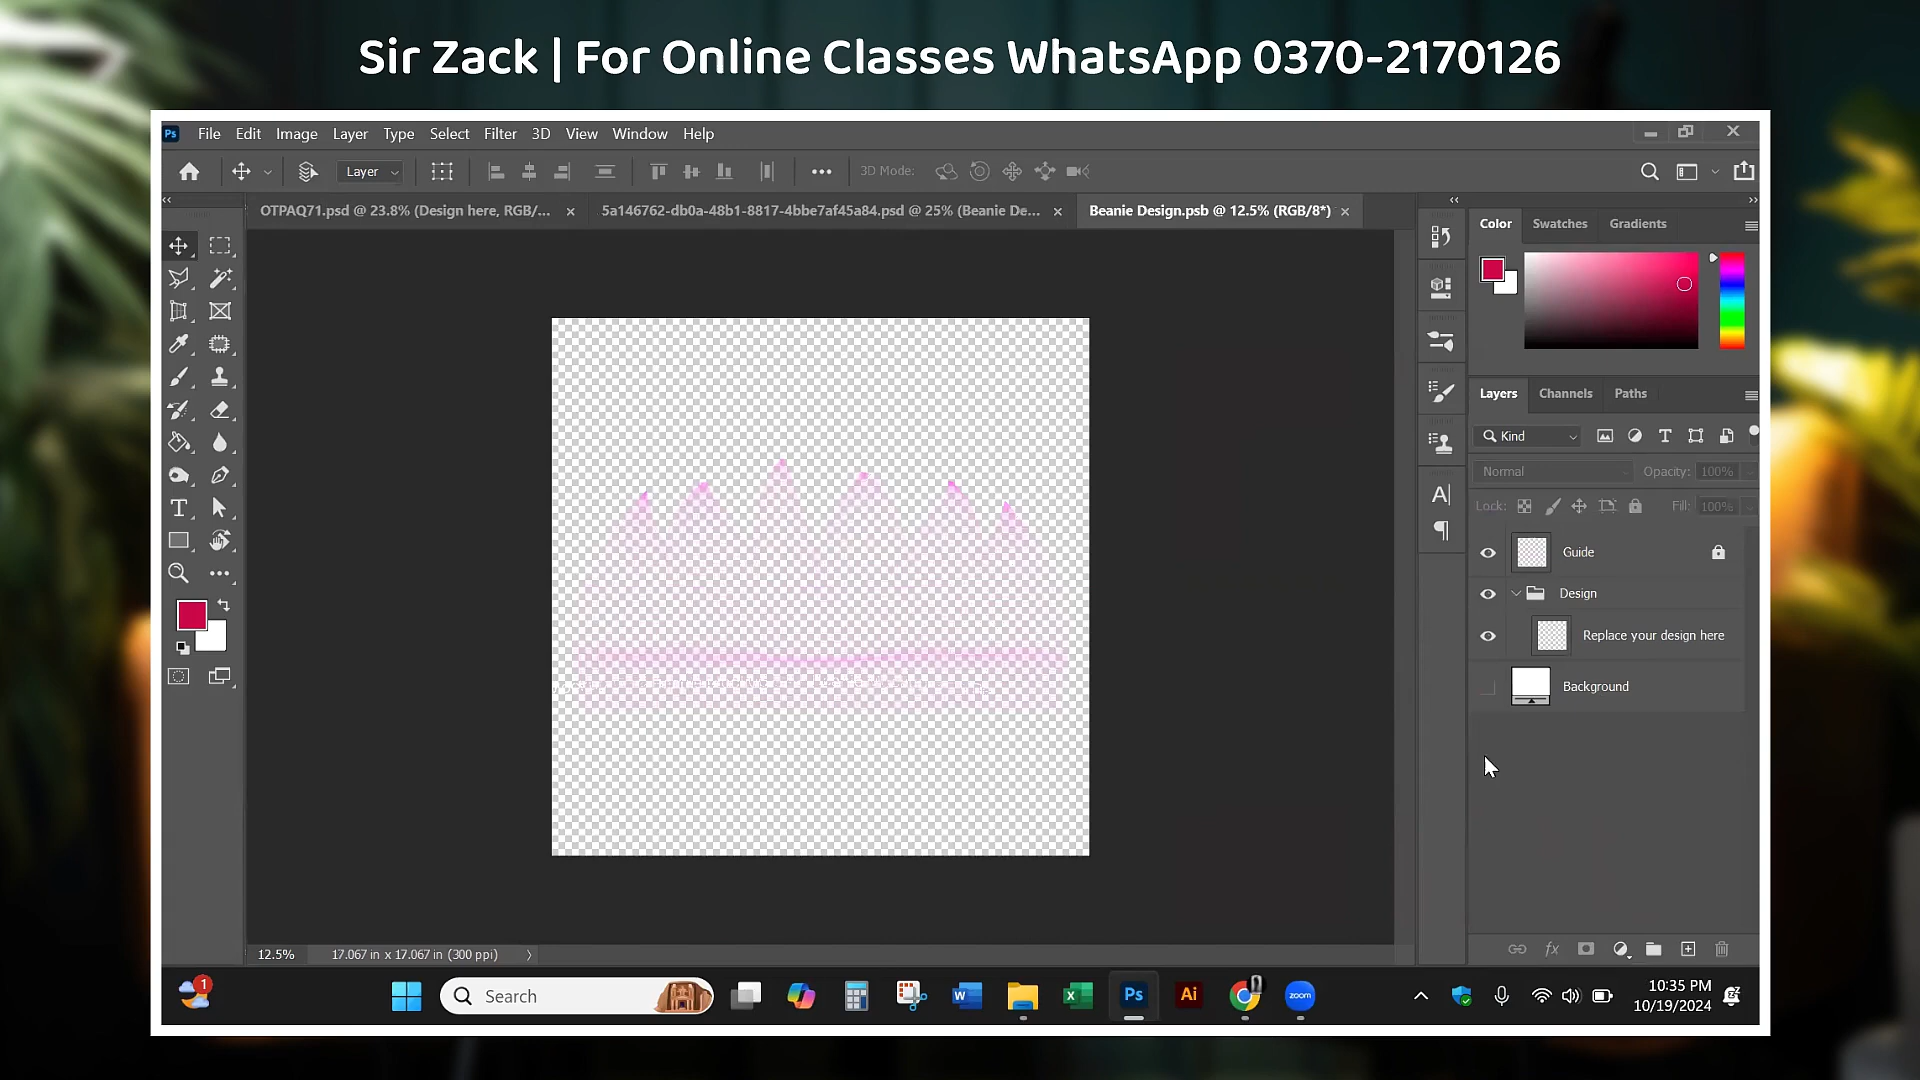 Sir Zack | For Online Classes WhatsApp 0370-2170126
Ps File Edit Image Layer Type Select Filter 3D View Window Help
Layer 3D Mode:
OTPAQ71.psd @ 23.8% (Design here, RGB/... 5a146762-db0a-48b1-8817-4bbe7af45a84.psd @ 25% (Beanie De... Beanie Design.psb @ 12.5% (RGB/8*)
Color Swatches Gradients
Layers Channels Paths
Kind
Normal Opacity: 100%
Lock: Fill: 100%
Guide
Design
Replace your design here
Background
12.5% 17.067 in x 17.067 in (300 ppi)
1 Search Ps Ai zoom
10:35 PM
10/19/2024